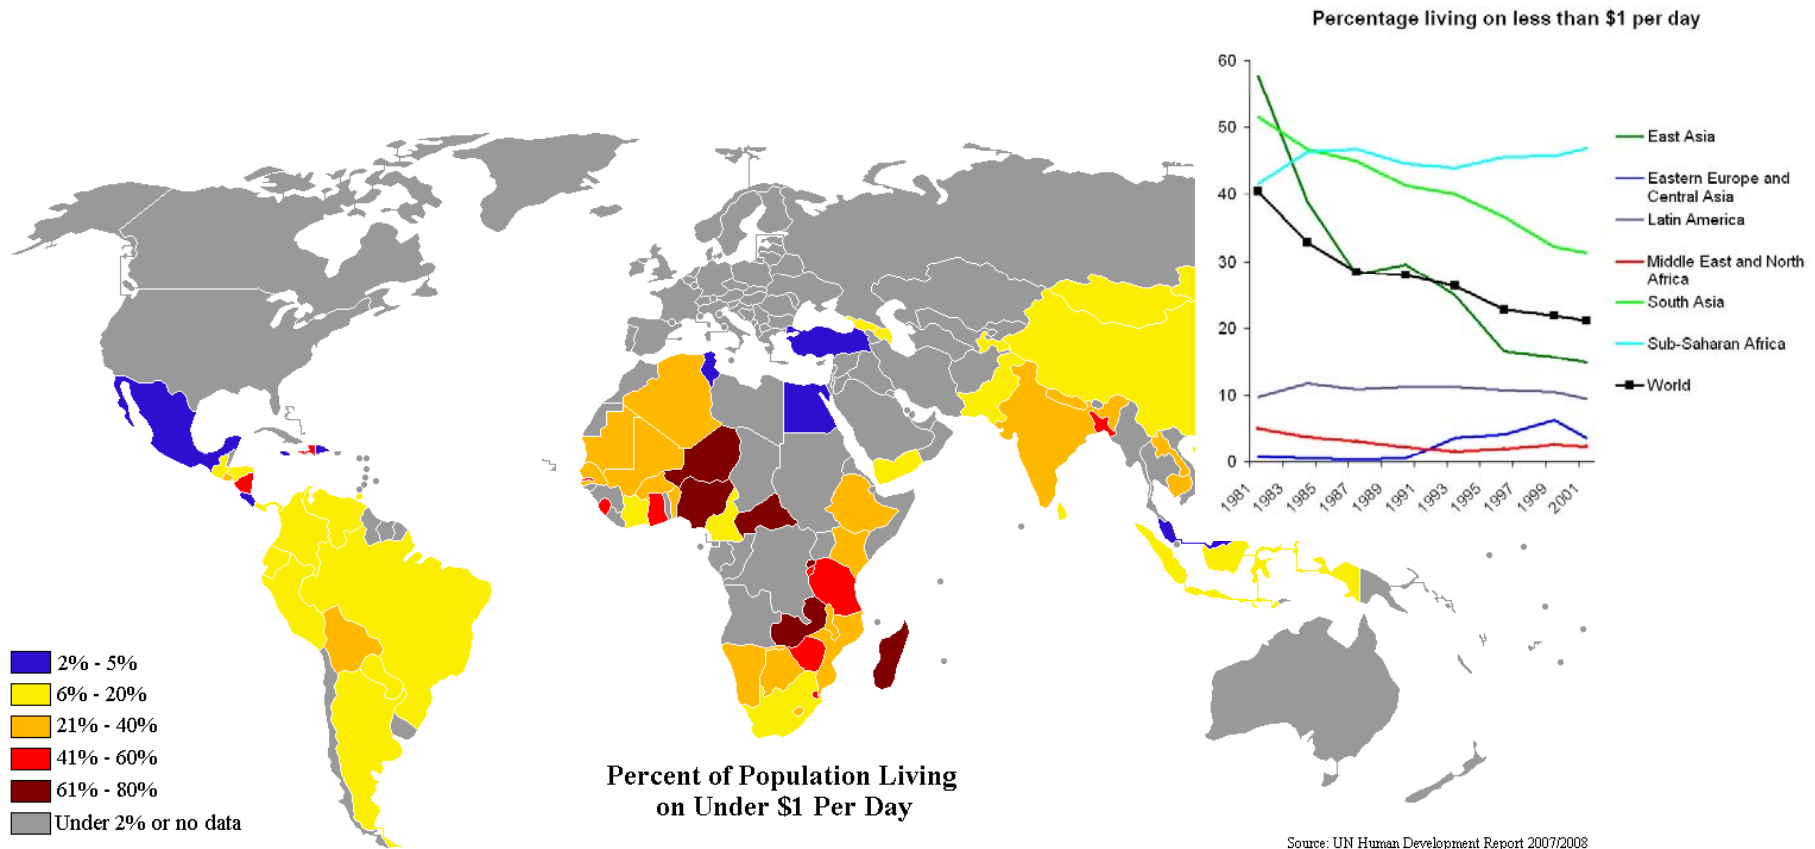 Percentage living on less than $1 per day
60
50
40
30
20
10
0
1981
1983
1985
1987
1989
1991
1993
1995
1997
1999
2001
East Asia
Eastern Europe and
Central Asia
Latin America
Middle East and North
Africa
South Asia
Sub-Saharan Africa
World
2% - 5%
6% - 20%
21% - 40%
41% - 60%
61% - 80%
Under 2% or no data
Percent of Population Living
on Under $1 Per Day
Source: UN Human Development Report 2007/2008